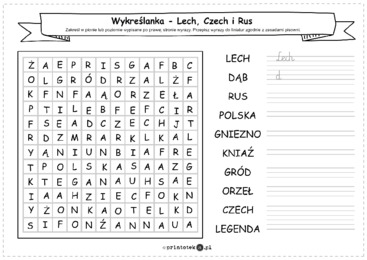 Wykreślanka - Lech, Czech i Rus
Zakreśl w pionie lub poziomie wypisane po prawej stronie wyrazy. Przepisz wyrazy do linijek zgodnie z zasadami pisowni.
Ż A E P R I S G A F B C
O L G R Ó D R Z A L Ż F
K F N F A Ą O R Z E Ł A
P T I L E B F E F C I R
F S E A D C Z E C H J T
R D Z M R A R K L K A L
Y Ą N I U N B I A F R E
T P O L S K A S A A Z G
K T E G A N A U H S A E
I A A H Z I E C F O K N
Y Ż O N K A O T E L K D
S I F O N Ż A N N A U A
LECH Lech
DĄB d
RUS
POLSKA
GNIEZNO
KNIAŹ
GRÓD
ORZEŁ
CZECH
LEGENDA
printoteka.pl